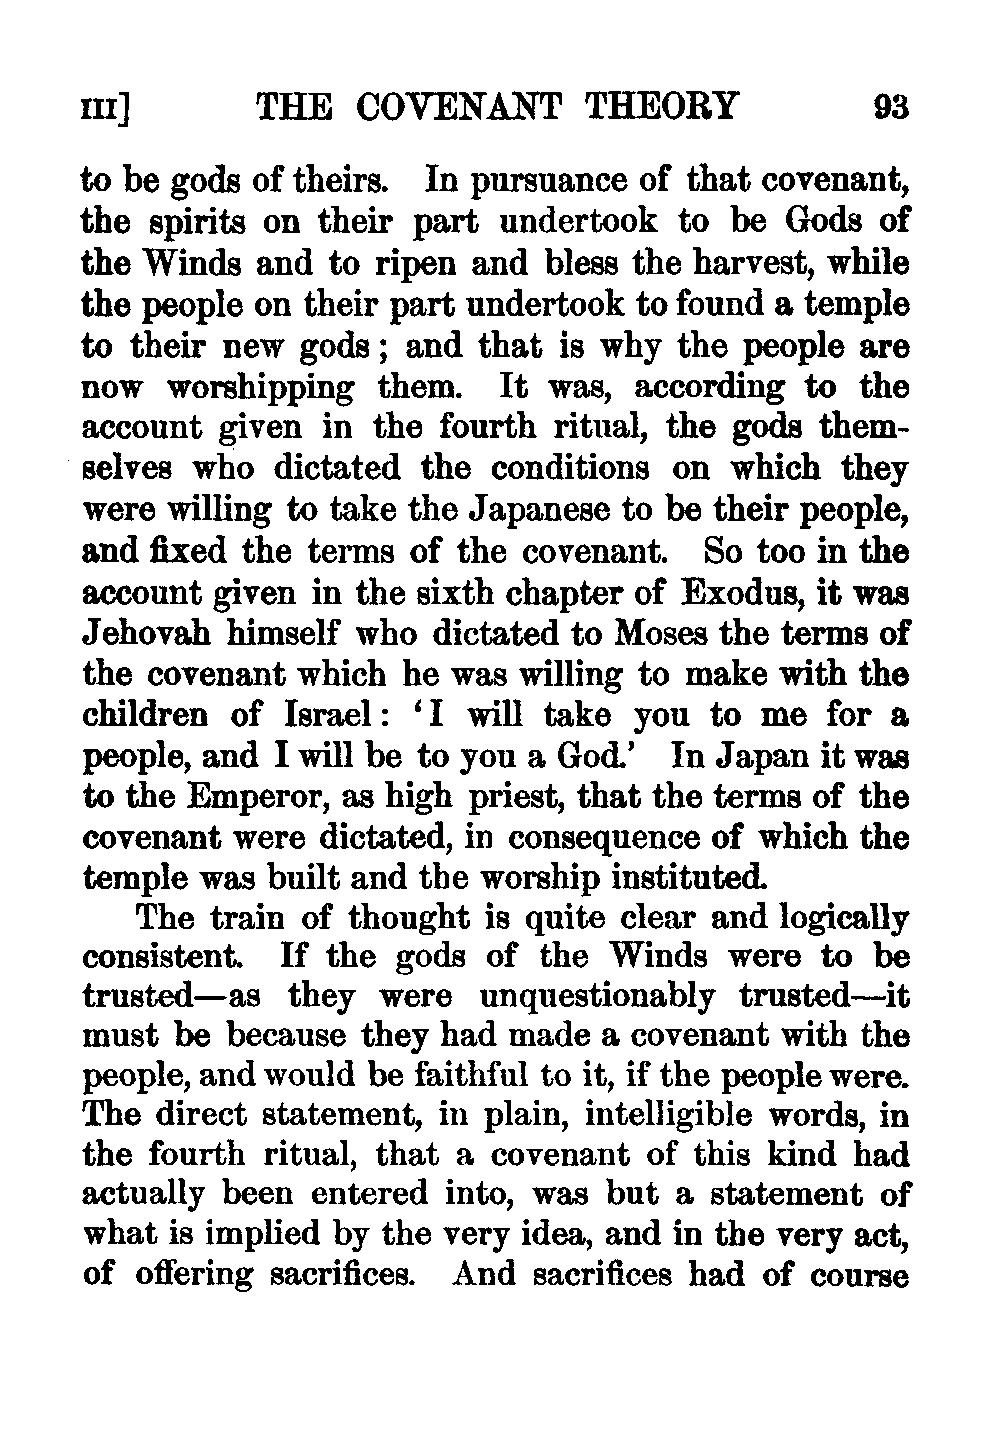 III] THE COVENANT THEORY 93
to be gods of theirs. In pursuance of that covenant,
the spirits on their part undertook to be Gods of
the Winds and to ripen and bless the harvest, while
the people on their part undertook to found a temple
to their new gods ; and that is why the people are
now worshipping them. It was, according to the
account given in the fourth ritual, the gods them-
selves who dictated the conditions on which they
were willing to take the Japanese to be their people,
and fixed the terms of the covenant. So too in the
account given in the sixth chapter of Exodus, it was
Jehovah himself who dictated to Moses the terms of
the covenant which he was willing to make with the
children of Israel : ‘I will take you to me for a
people, and I will be to you a God.’ In Japan it was
to the Emperor, as high priest, that the terms of the
covenant were dictated, in consequence of which the
temple was built and the worship instituted.
The train of thought is quite clear and logically
consistent. If the gods of the Winds were to be
trusted—as they were unquestionably trusted—it
must be because they had made a covenant with the
people, and would be faithful to it, if the people were.
The direct statement, in plain, intelligible words, in
the fourth ritual, that a covenant of this kind had
actually been entered into, was but a statement of
what is implied by the very idea, and in the very act,
of offering sacrifices. And sacrifices had of course